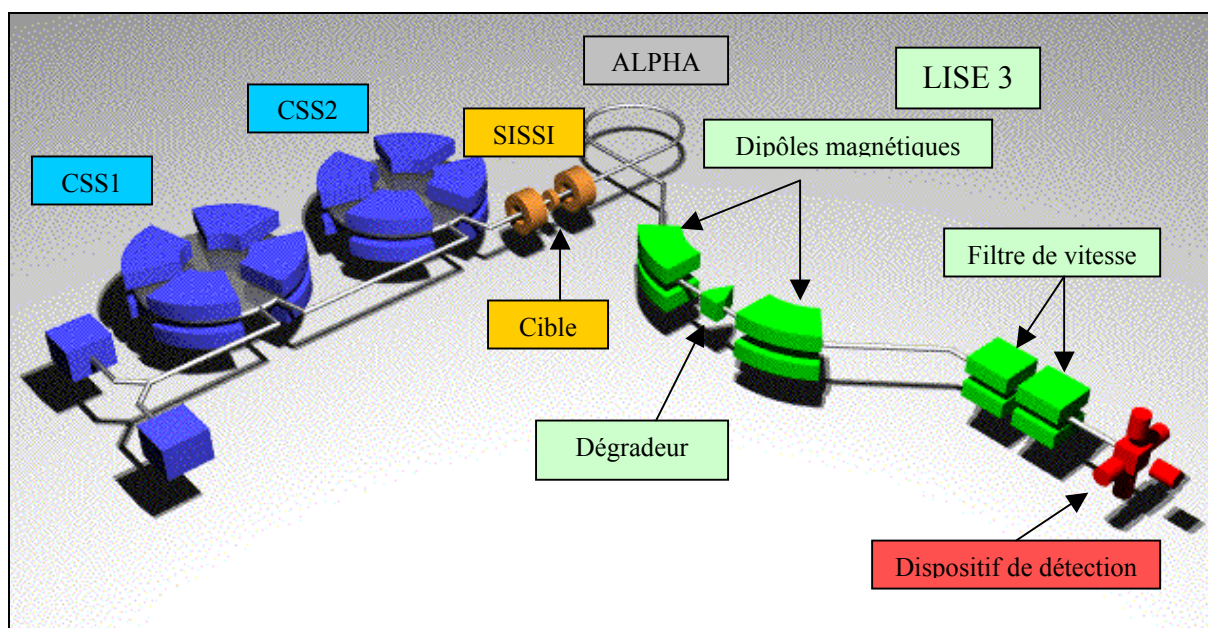 ALPHA
LISE 3
CSS2
SISSI
Dipôles magnétiques
CSS1
Filtre de vitesse
Cible
Dégradeur
Dispositif de détection